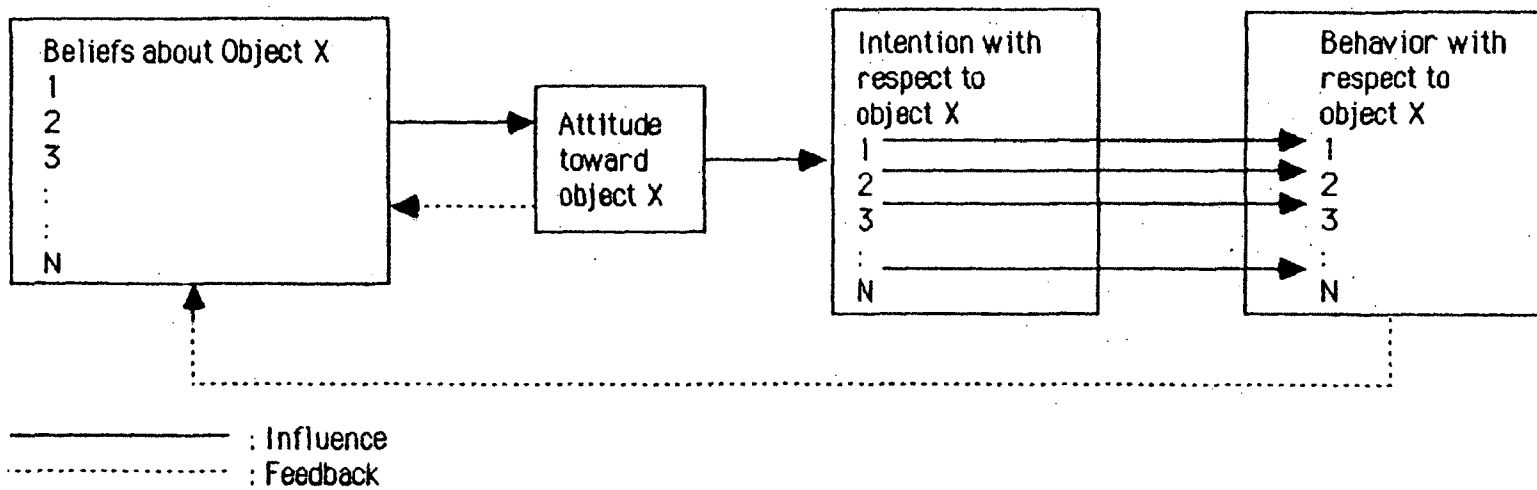 Beliefs about Object X
1
2
3
:
:
N
Attitude
toward
object X
Intention with
respect to
object X
1
2
3
:
N
Behavior with
respect to
object X
1
2
3
:
N
: Influence
: Feedback